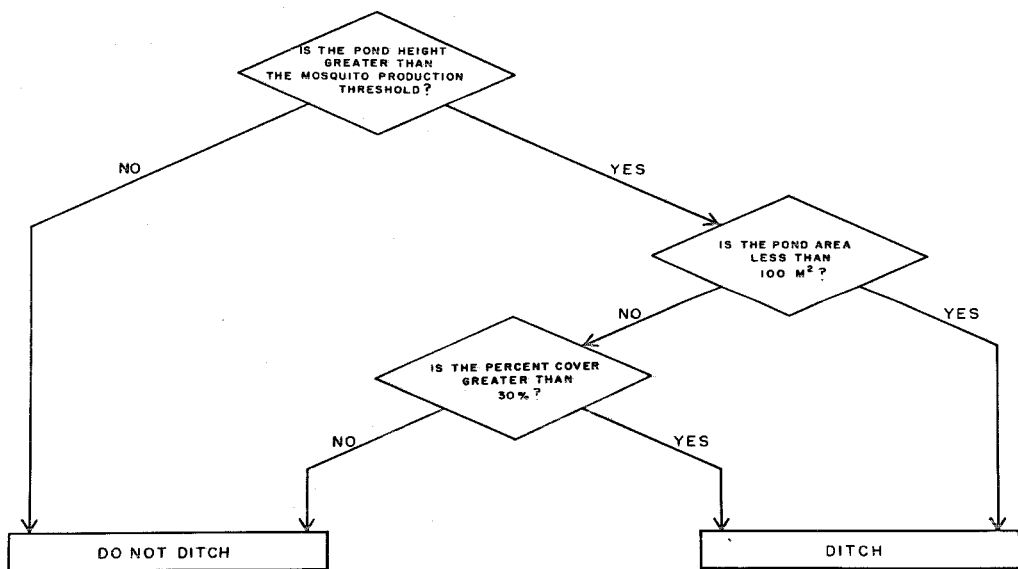 IS THE POND HEIGHT
GREATER THAN
THE MOSQUITO PRODUCTION
THRESHOLD?
NO
YES
IS THE POND AREA
LESS THAN
100 M²?
NO
YES
IS THE PERCENT COVER
GREATER THAN
30%?
NO
YES
DO NOT DITCH
DITCH